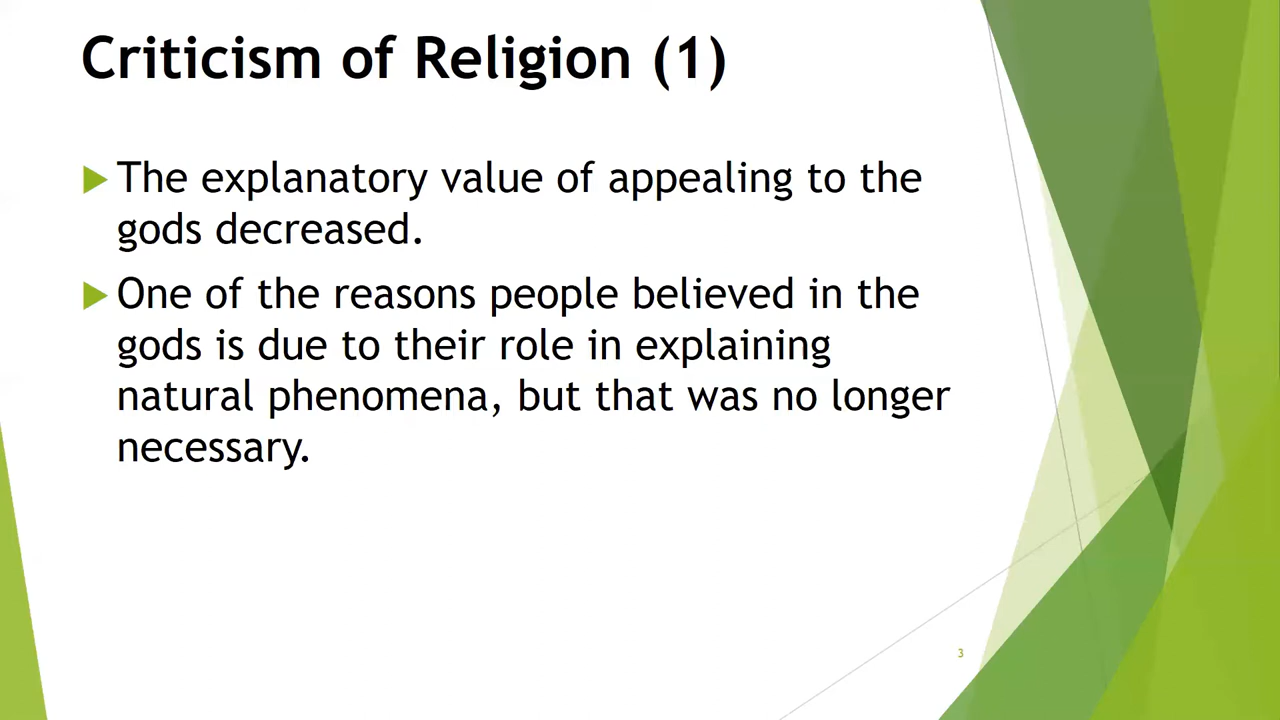 Criticism of Religion (1)
The explanatory value of appealing to the
gods decreased.
One of the reasons people believed in the
gods is due to their role in explaining
natural phenomena, but that was no longer
necessary.
3